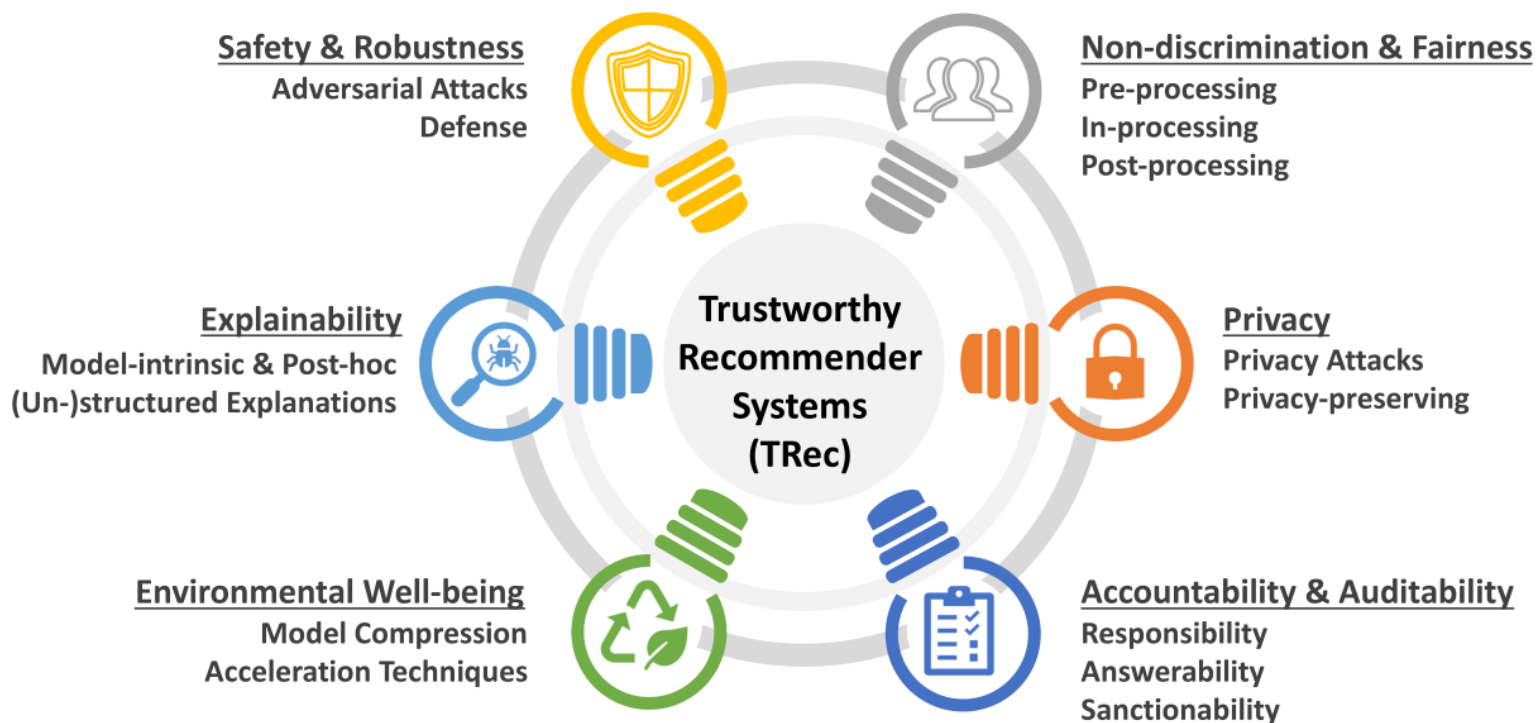 Safety & Robustness
Adversarial Attacks
Defense
Non-discrimination & Fairness
Pre-processing
In-processing
Post-processing
Explainability
Model-intrinsic & Post-hoc
(Un-)structured Explanations
Trustworthy
Recommender
Systems
(TRec)
Privacy
Privacy Attacks
Privacy-preserving
Environmental Well-being
Model Compression
Acceleration Techniques
Accountability & Auditability
Responsibility
Answerability
Sanctionability